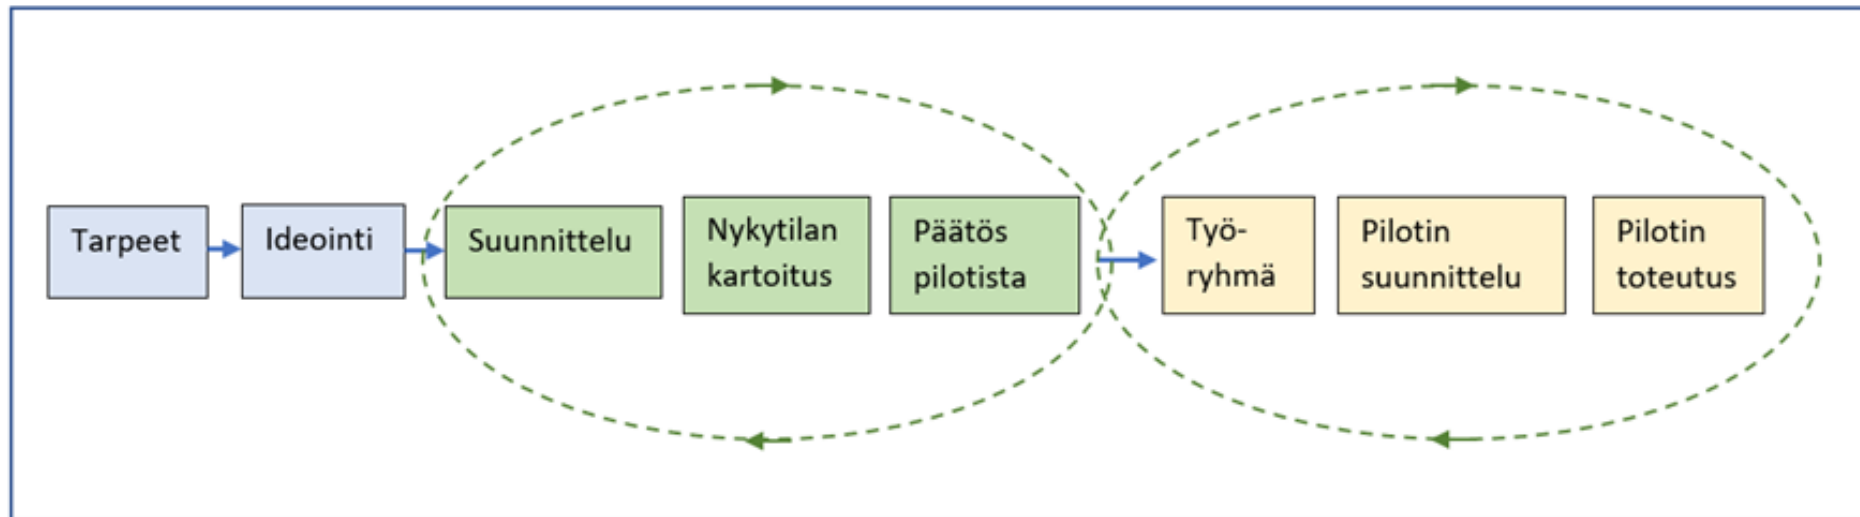 Tarpeet
Ideointi
Suunnittelu
Nykytilan
kartoitus
Päätös
pilotista
Työ-
ryhmä
Pilotin
suunnittelu
Pilotin
toteutus